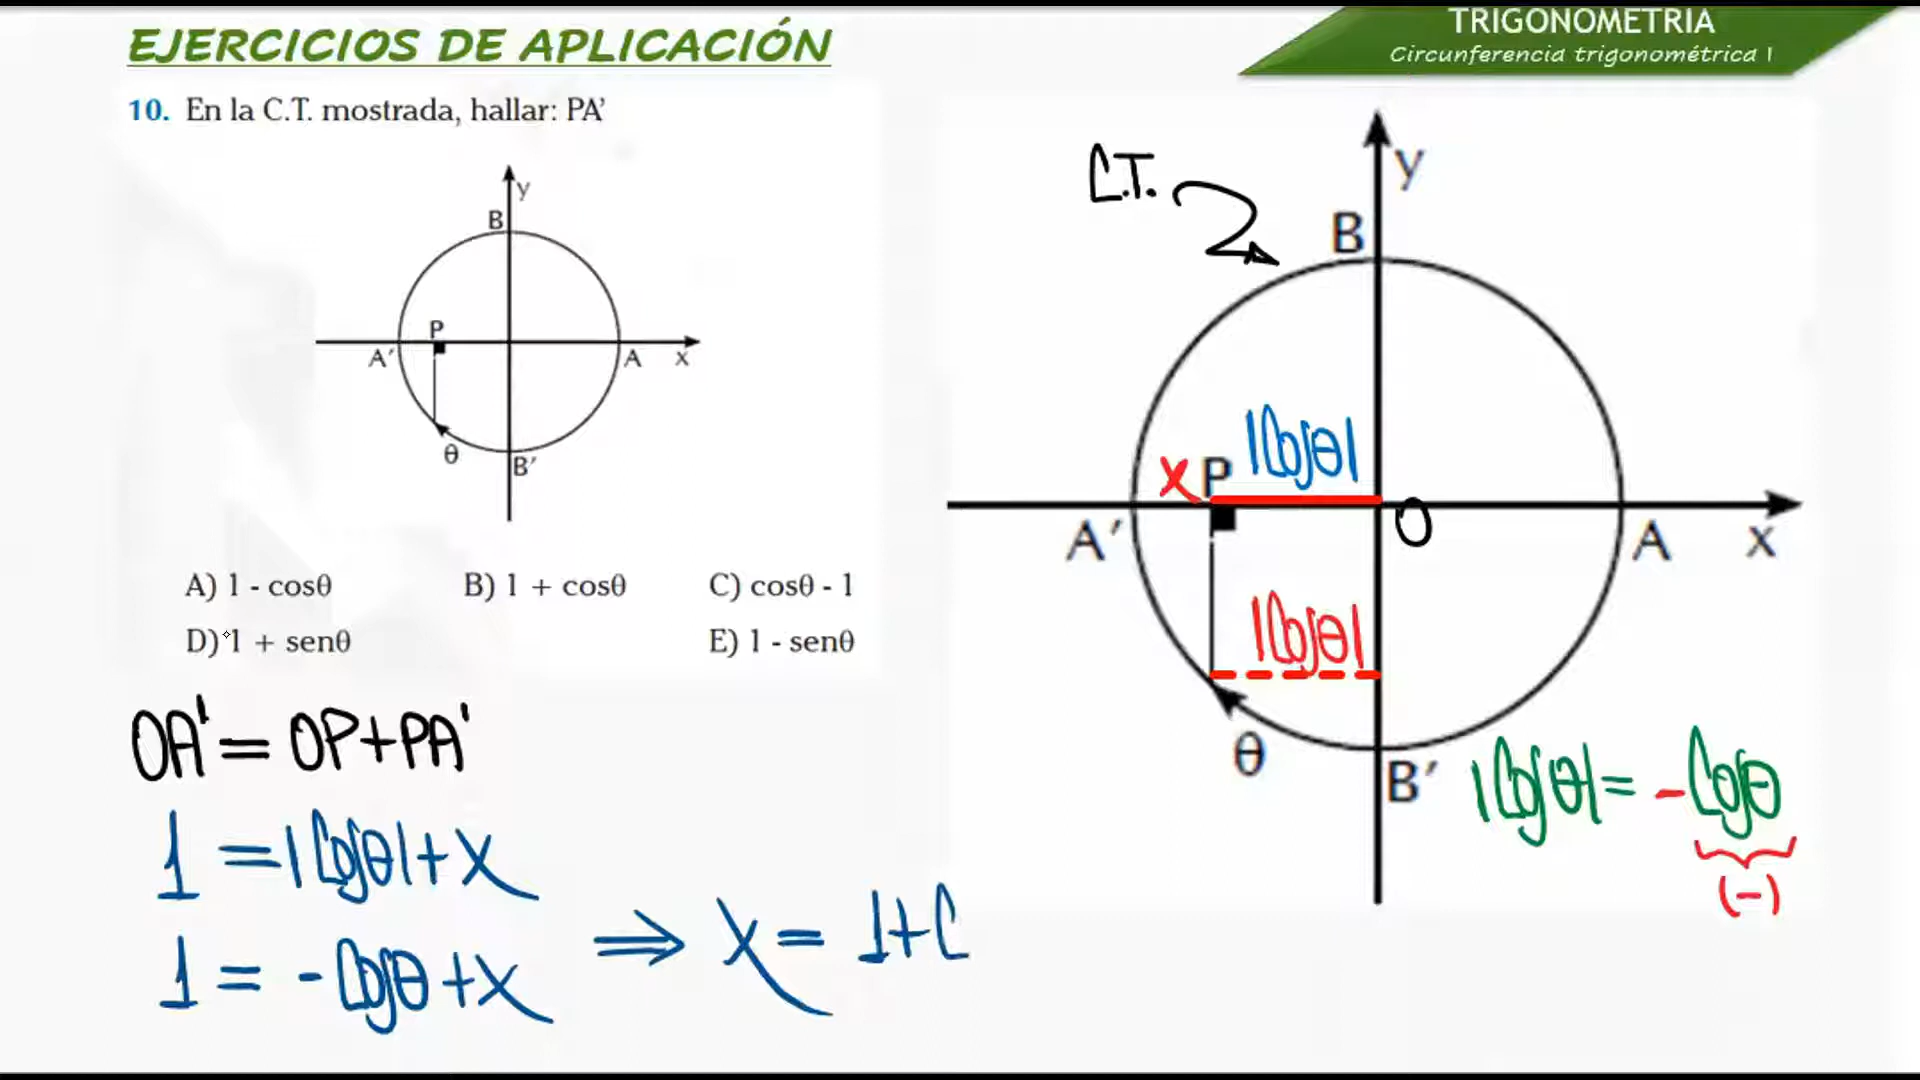 EJERCICIOS DE APLICACIÓN
TRIGONOMETRIA
Circunferencia trigonométrica I
10. En la C.T. mostrada, hallar: PA'
y
B
P
A'
A
x
θ
B'
A) 1 - cosθ
B) 1 + cosθ
C) cosθ - 1
D) 1 + senθ
E) 1 - senθ
C.T.
y
B
|Cosθ|
x P
O
A'
A
x
|Cosθ|
θ
B'
|Cosθ| = -Cosθ
(-)
OA' = OP+PA'
1 = |Cosθ|+x
1 = -Cosθ+x
⇒ x = 1+C